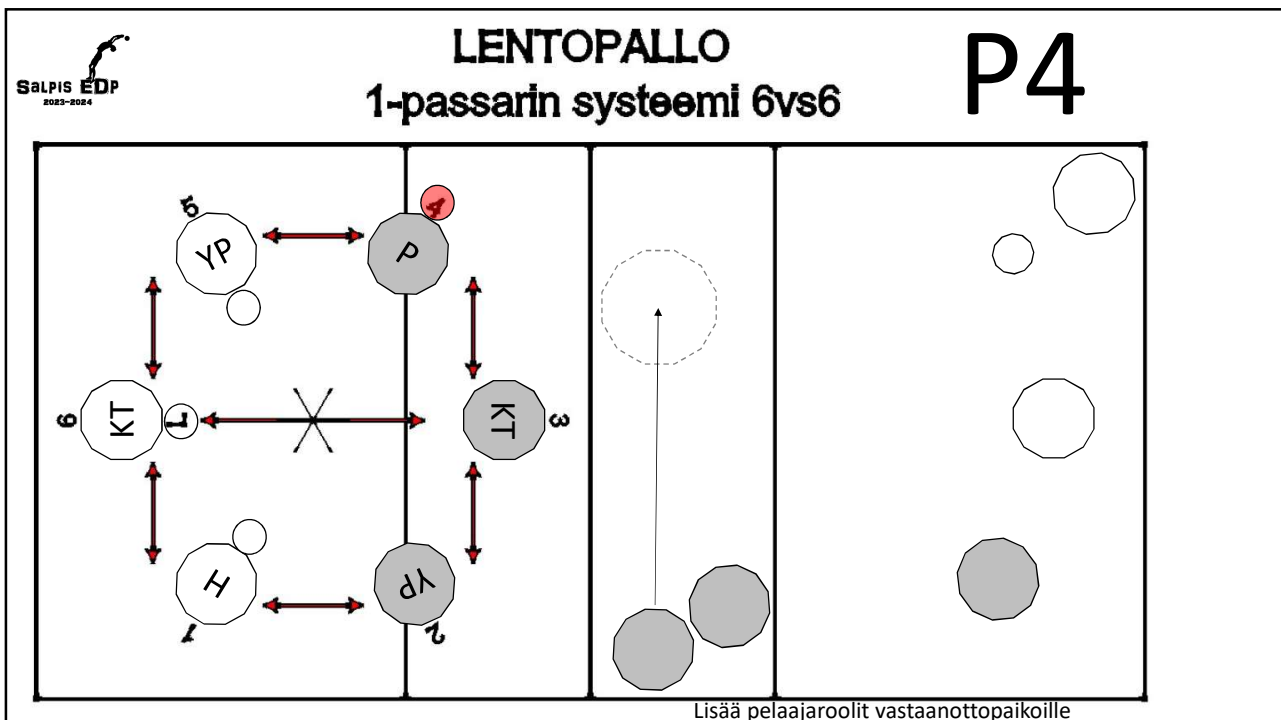 LENTOPALLO
P4
SALPIS EDP
2023-2024
1-passarin systeemi 6vs6
5
4
YP
P
6
KT
L
KT
3
H
YP
1
2
Lisää pelaajaroolit vastaanottopaikoille